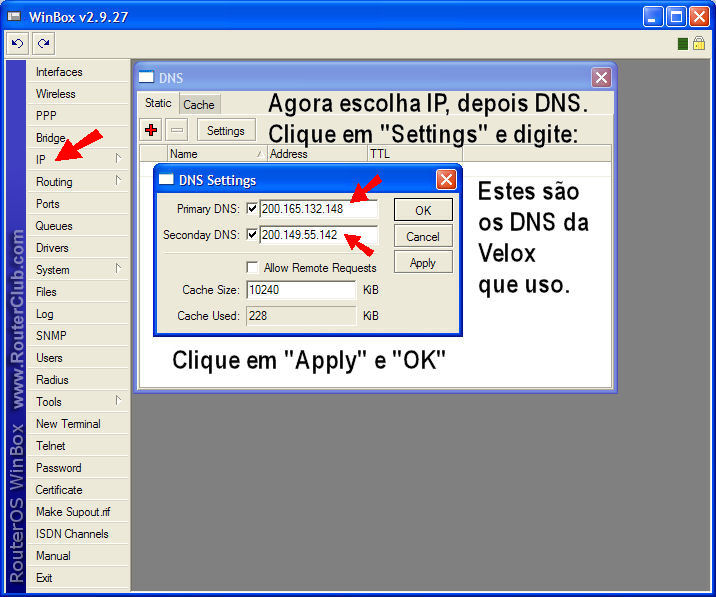 WinBox v2.9.27
Interfaces
Wireless
PPP
Bridge
IP
Routing
Ports
Queues
Drivers
System
Files
Log
SNMP
Users
Radius
Tools
New Terminal
Telnet
Password
Certificate
Make Supout.rif
ISDN Channels
Manual
Exit
RouterOS WinBox www.RouterClub.com
DNS
Static
Cache
Settings
Agora escolha IP, depois DNS.
Clique em "Settings" e digite:
Name
Address
TTL
DNS Settings
Primary DNS: 200.165.132.148
Seconday DNS: 200.149.55.142
Allow Remote Requests
Cache Size: 10240 KiB
Cache Used: 228 KiB
OK
Cancel
Apply
Estes são
os DNS da
Velox
que uso.
Clique em "Apply" e "OK"